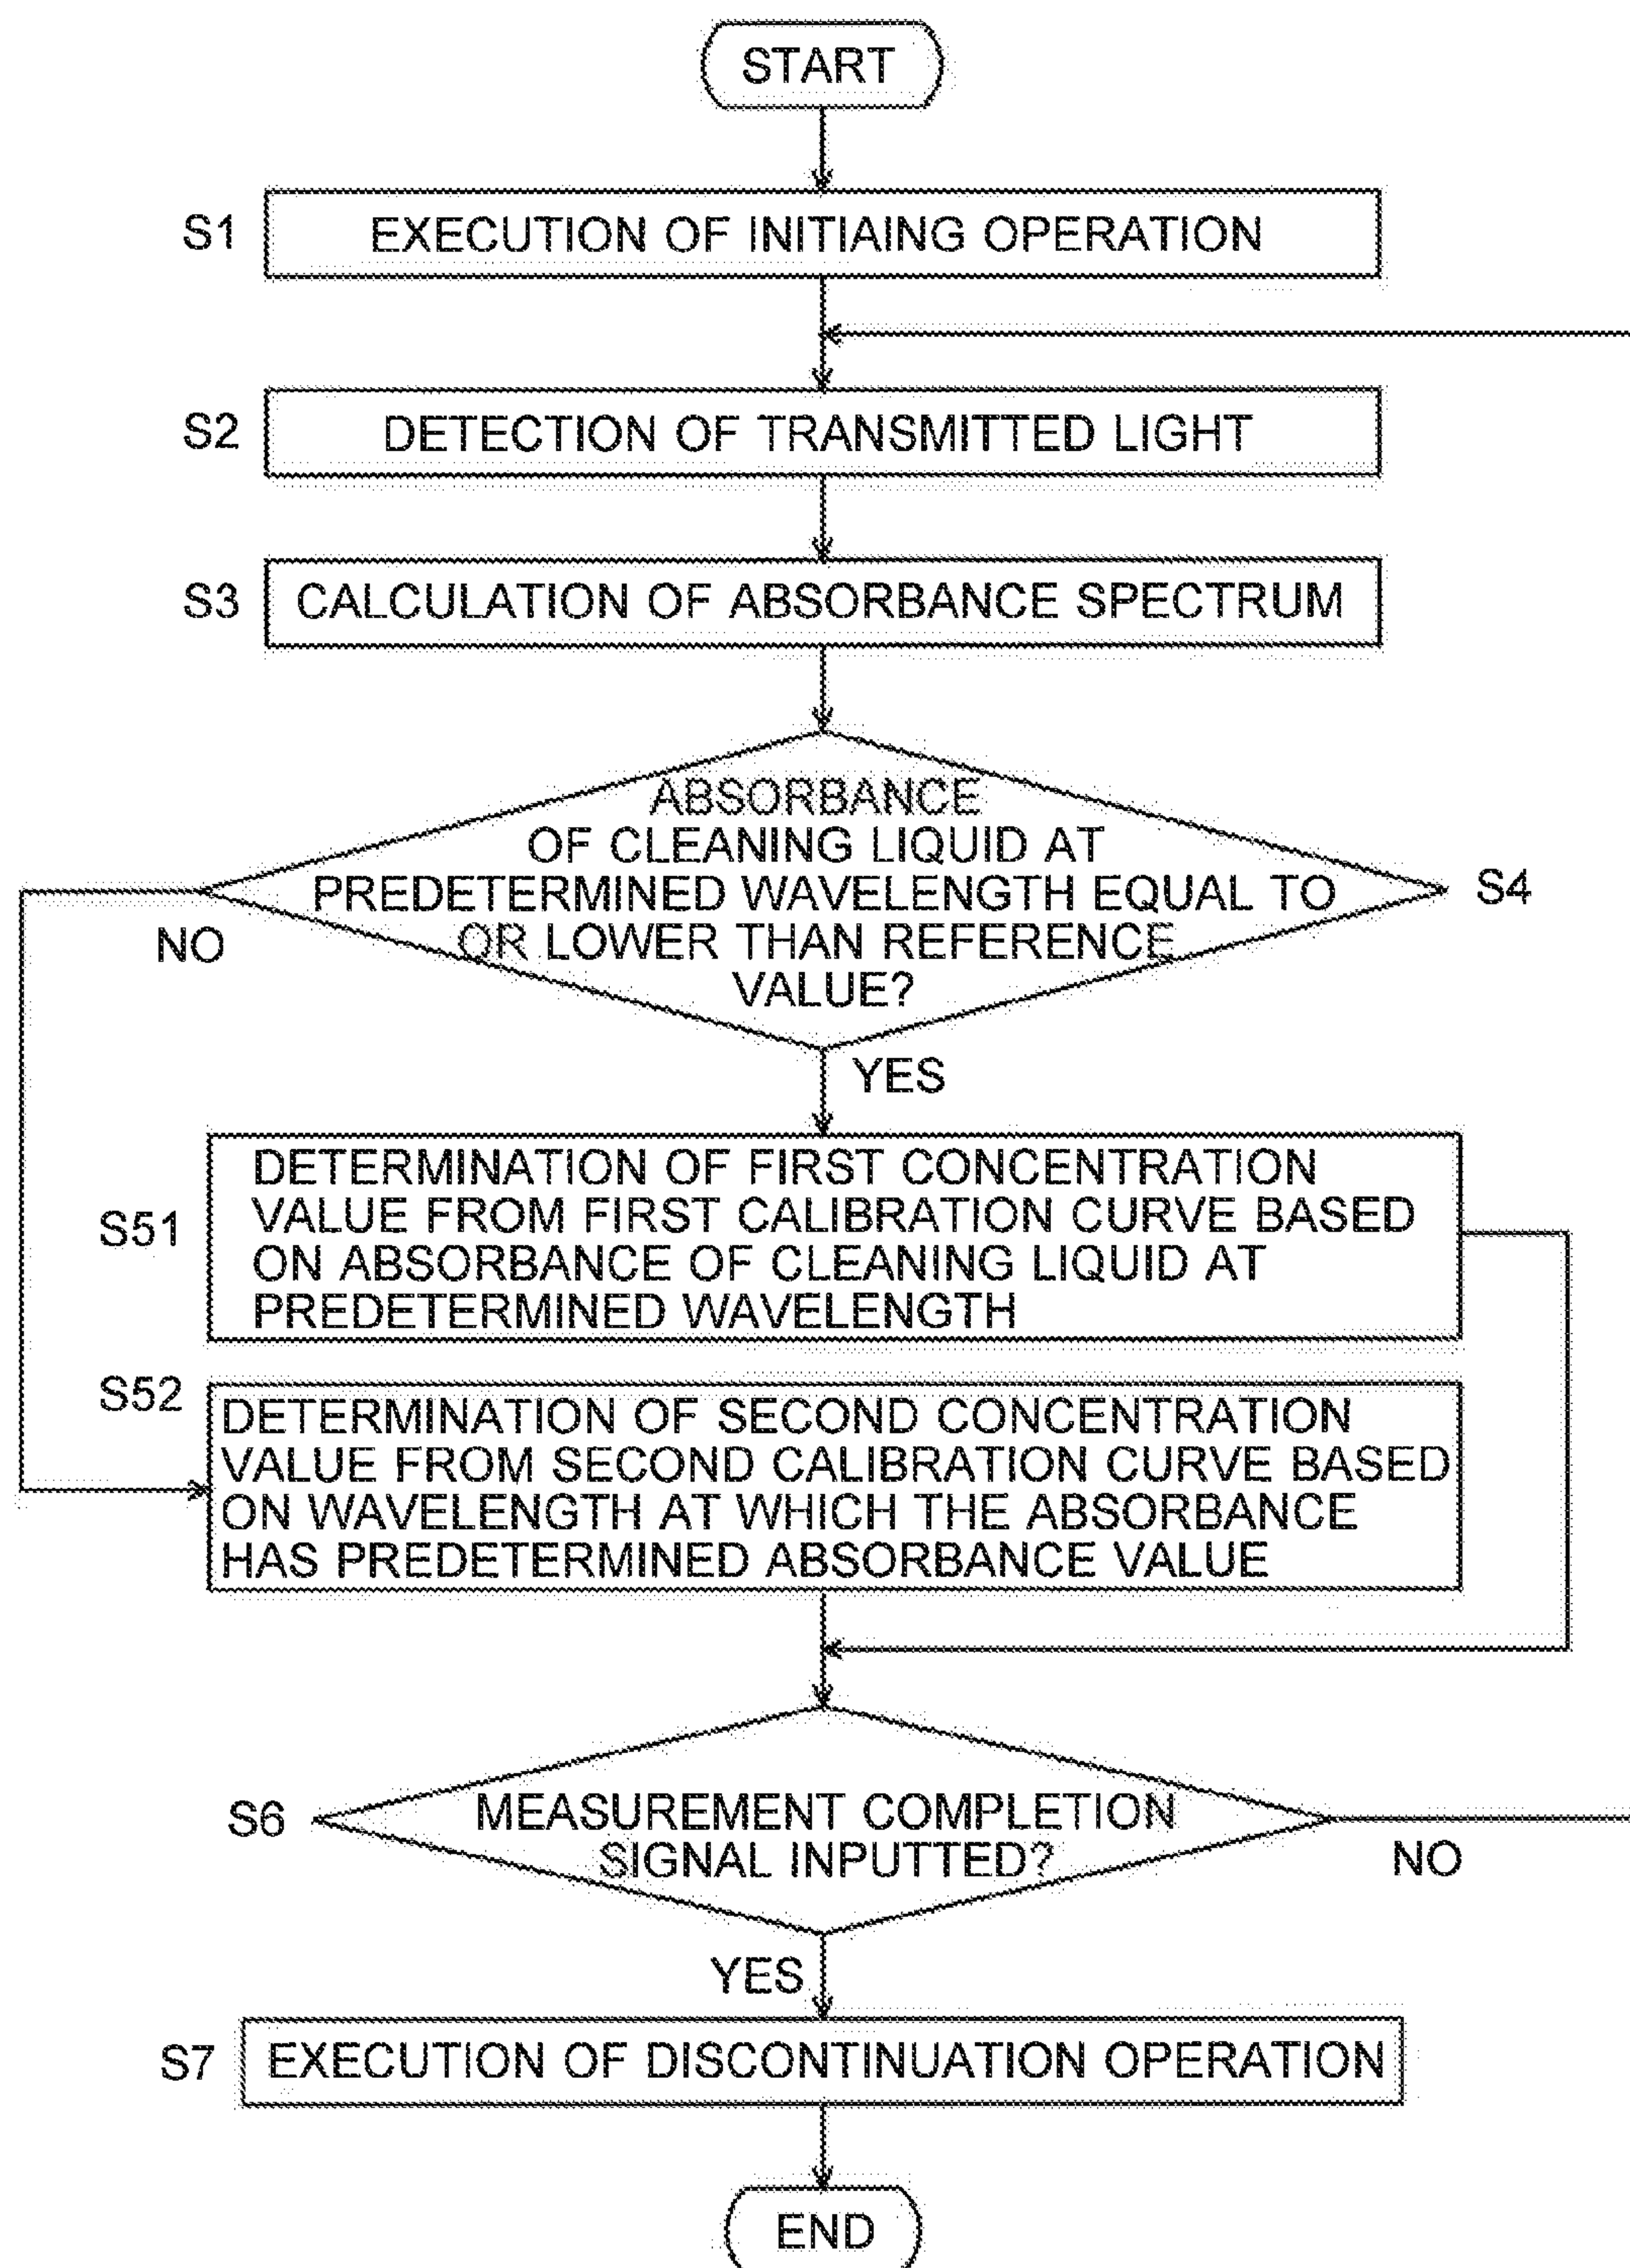 START
S1
EXECUTION OF INITIAING OPERATION
S2
DETECTION OF TRANSMITTED LIGHT
S3
CALCULATION OF ABSORBANCE SPECTRUM
ABSORBANCE
OF CLEANING LIQUID AT
PREDETERMINED WAVELENGTH EQUAL TO
OR LOWER THAN REFERENCE
VALUE?
S4
NO
YES
S51
DETERMINATION OF FIRST CONCENTRATION
VALUE FROM FIRST CALIBRATION CURVE BASED
ON ABSORBANCE OF CLEANING LIQUID AT
PREDETERMINED WAVELENGTH
S52
DETERMINATION OF SECOND CONCENTRATION
VALUE FROM SECOND CALIBRATION CURVE BASED
ON WAVELENGTH AT WHICH THE ABSORBANCE
HAS PREDETERMINED ABSORBANCE VALUE
S6
MEASUREMENT COMPLETION
SIGNAL INPUTTED?
NO
YES
S7
EXECUTION OF DISCONTINUATION OPERATION
END